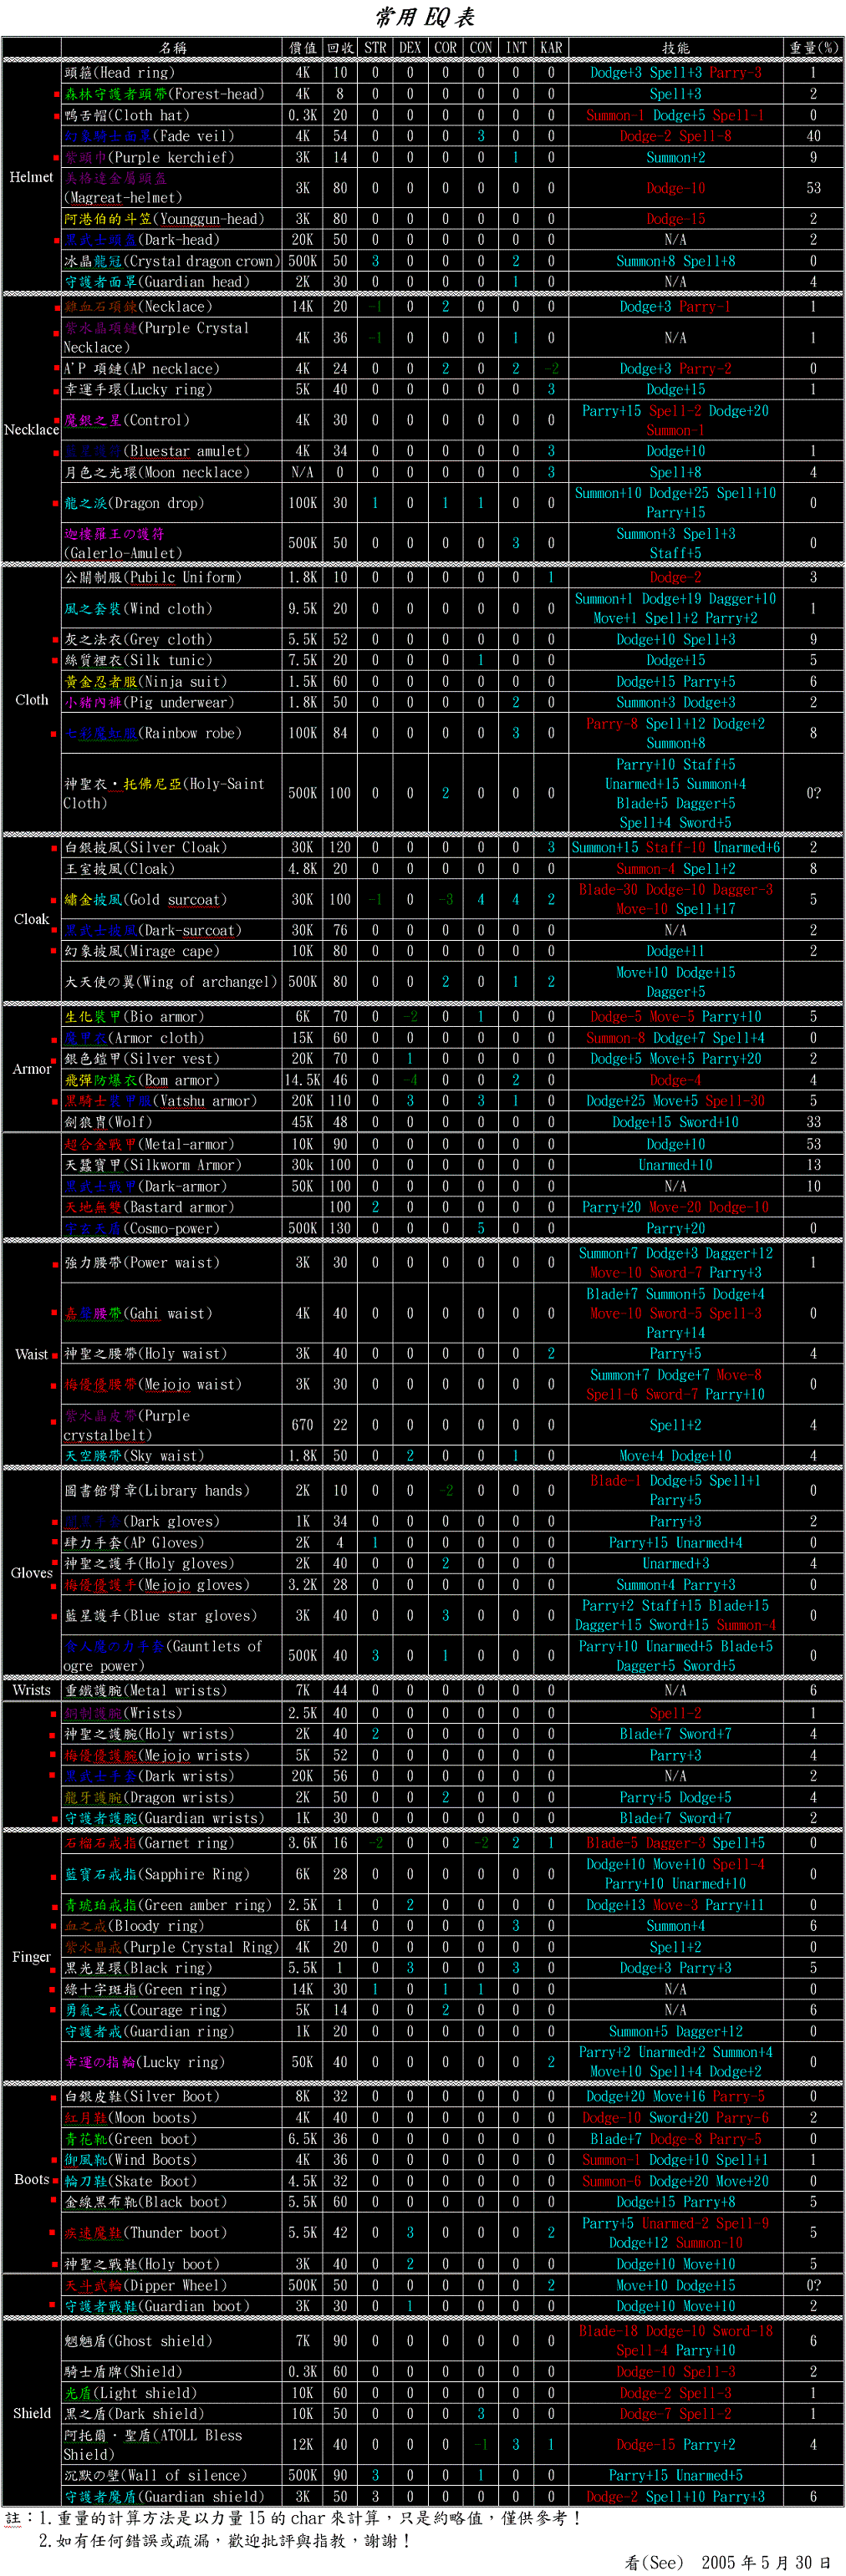 常用 EQ 表
名稱 價值 回收 STR DEX COR CON INT KAR 技能 重量(%)
Helmet
頭箍(Head ring) 4K 10 0 0 0 0 0 0 Dodge+3 Spell+3 Parry-3 1
森林守護者頭帶(Forest-head) 4K 8 0 0 0 0 0 0 Spell+3 2
鴨舌帽(Cloth hat) 0.3K 20 0 0 0 0 0 0 Summon-1 Dodge+5 Spell-1 0
幻象騎士面罩(Fade veil) 4K 54 0 0 0 3 0 0 Dodge-2 Spell-8 40
紫頭巾(Purple kerchief) 3K 14 0 0 0 0 1 0 Summon+2 9
美格達金屬頭盔
(Magreat-helmet) 3K 80 0 0 0 0 0 0 Dodge-10 53
阿港伯的斗笠(Younggun-head) 3K 80 0 0 0 0 0 0 Dodge-15 2
黑武士頭盔(Dark-head) 20K 50 0 0 0 0 0 0 N/A 2
冰晶龍冠(Crystal dragon crown) 500K 50 3 0 0 0 2 0 Summon+8 Spell+8 0
守護者面罩(Guardian head) 2K 30 0 0 0 0 1 0 N/A 4
Necklace
雞血石項鍊(Necklace) 14K 20 -1 0 2 0 0 0 Dodge+3 Parry-1 1
紫水晶項鏈(Purple Crystal
Necklace) 4K 36 -1 0 0 0 1 0 N/A 1
A'P 項鏈(AP necklace) 4K 24 0 0 2 0 2 -2 Dodge+3 Parry-2 0
幸運手環(Lucky ring) 5K 40 0 0 0 0 0 3 Dodge+15 1
魔銀之星(Control) 4K 30 0 0 0 0 0 0 Parry+15 Spell-2 Dodge+20
Summon-1
(Bluestar amulet) 4K 34 0 0 0 0 0 3 Dodge+10 1
月色之光環(Moon necklace) N/A 0 0 0 0 0 0 3 Spell+8 4
龍之淚(Dragon drop) 100K 30 1 0 1 1 0 0 Summon+10 Dodge+25 Spell+10
Parry+15 0
迦樓羅王の護符
(Galerlo-Amulet) 500K 50 0 0 0 0 3 0 Summon+3 Spell+3
Staff+5 0
Cloth
公關制服(Pubilc Uniform) 1.8K 10 0 0 0 0 0 1 Dodge-2 3
風之套裝(Wind cloth) 9.5K 20 0 0 0 0 0 0 Summon+1 Dodge+19 Dagger+10
Move+1 Spell+2 Parry+2 1
灰之法衣(Grey cloth) 5.5K 52 0 0 0 0 0 0 Dodge+10 Spell+3 9
絲質裡衣(Silk tunic) 7.5K 20 0 0 0 1 0 0 Dodge+15 5
黃金忍者服(Ninja suit) 1.5K 60 0 0 0 0 0 0 Dodge+15 Parry+5 6
小豬內褲(Pig underwear) 1.8K 50 0 0 0 0 2 0 Summon+3 Dodge+3 2
七彩魔虹服(Rainbow robe) 100K 84 0 0 0 0 3 0 Parry-8 Spell+12 Dodge+2
Summon+8 8
神聖衣‧托佛尼亞(Holy-Saint
Cloth) 500K 100 0 0 2 0 0 0 Parry+10 Staff+5
Unarmed+15 Summon+4
Blade+5 Dagger+5
Spell+4 Sword+5 0?
Cloak
白銀披風(Silver Cloak) 30K 120 0 0 0 0 0 3 Summon+15 Staff-10 Unarmed+6 2
王室披風(Cloak) 4.8K 20 0 0 0 0 0 0 Summon-4 Spell+2 8
繡金披風(Gold surcoat) 30K 100 -1 0 -3 4 4 2 Blade-30 Dodge-10 Dagger-3
Move-10 Spell+17 5
黑武士披風(Dark-surcoat) 30K 76 0 0 0 0 0 0 N/A 2
幻象披風(Mirage cape) 10K 80 0 0 0 0 0 0 Dodge+11 2
大天使の翼(Wing of archangel) 500K 80 0 0 2 0 1 2 Move+10 Dodge+15
Dagger+5
Armor
生化裝甲(Bio armor) 6K 70 0 -2 0 1 0 0 Dodge-5 Move-5 Parry+10 5
魔甲衣(Armor cloth) 15K 60 0 0 0 0 0 0 Summon-8 Dodge+7 Spell+4 0
銀色鎧甲(Silver vest) 20K 70 0 1 0 0 0 0 Dodge+5 Move+5 Parry+20 2
飛彈防爆衣(Bom armor) 14.5K 46 0 -4 0 0 2 0 Dodge-4 4
黑騎士裝甲服(Vatshu armor) 20K 110 0 3 0 3 1 0 Dodge+25 Move+5 Spell-30 5
劍狼胄(Wolf) 45K 48 0 0 0 0 0 0 Dodge+15 Sword+10 33
超合金戰甲(Metal-armor) 10K 90 0 0 0 0 0 0 Dodge+10 53
天蠶寶甲(Silkworm Armor) 30k 100 0 0 0 0 0 0 Unarmed+10 13
黑武士戰甲(Dark-armor) 50K 100 0 0 0 0 0 0 N/A 10
天地無雙(Bastard armor) 100 2 0 0 0 0 0 Parry+20 Move-20 Dodge-10
宇玄天盾(Cosmo-power) 500K 130 0 0 0 5 0 0 Parry+20 0
Waist
強力腰帶(Power waist) 3K 30 0 0 0 0 0 0 Summon+7 Dodge+3 Dagger+12
Move-10 Sword-7 Parry+3 1
嘉馨腰帶(Gahi waist) 4K 40 0 0 0 0 0 0 Blade+7 Summon+5 Dodge+4
Move-10 Sword-5 Spell-3
Parry+14 0
神聖之腰帶(Holy waist) 3K 40 0 0 0 0 0 2 Parry+5 4
梅優優腰帶(Mejojo waist) 3K 30 0 0 0 0 0 0 Summon+7 Dodge+7 Move-8
Spell-6 Sword-7 Parry+10 0
紫水晶皮帶(Purple
crystalbelt) 670 22 0 0 0 0 0 0 Spell+2 4
天空腰帶(Sky waist) 1.8K 50 0 2 0 0 1 0 Move+4 Dodge+10 4
Gloves
圖書館臂章(Library hands) 2K 10 0 0 -2 0 0 0 Blade-1 Dodge+5 Spell+1
Parry+5 0
(Dark gloves) 1K 34 0 0 0 0 0 0 Parry+3 2
肆力手套(AP Gloves) 2K 4 1 0 0 0 0 0 Parry+15 Unarmed+4 0
神聖之護手(Holy gloves) 2K 40 0 0 2 0 0 0 Unarmed+3 4
梅優優護手(Mejojo gloves) 3.2K 28 0 0 0 0 0 0 Summon+4 Parry+3 0
藍星護手(Blue star gloves) 3K 40 0 0 3 0 0 0 Parry+2 Staff+15 Blade+15
Dagger+15 Sword+15 Summon-4 0
食人魔の力手套(Gauntlets of
ogre power) 500K 40 3 0 1 0 0 0 Parry+10 Unarmed+5 Blade+5
Dagger+5 Sword+5 0
Wrists
重鐵護腕(Metal wrists) 7K 44 0 0 0 0 0 0 N/A 6
銅制護腕(Wrists) 2.5K 40 0 0 0 0 0 0 Spell-2 1
神聖之護腕(Holy wrists) 2K 40 2 0 0 0 0 0 Blade+7 Sword+7 4
梅優優護腕(Mejojo wrists) 5K 52 0 0 0 0 0 0 Parry+3 4
黑武士手套(Dark wrists) 20K 56 0 0 0 0 0 0 N/A 2
龍牙護腕(Dragon wrists) 2K 50 0 0 2 0 0 0 Parry+5 Dodge+5 4
守護者護腕(Guardian wrists) 1K 30 0 0 0 0 0 0 Blade+7 Sword+7 2
Finger
石榴石戒指(Garnet ring) 3.6K 16 -2 0 0 -2 2 1 Blade-5 Dagger-3 Spell+5 0
藍寶石戒指(Sapphire Ring) 6K 28 0 0 0 0 0 0 Dodge+10 Move+10 Spell-4
Parry+10 Unarmed+10 0
青琥珀戒指(Green amber ring) 2.5K 1 0 2 0 0 0 0 Dodge+13 Move-3 Parry+11 0
血之戒(Bloody ring) 6K 14 0 0 0 0 3 0 Summon+4 6
紫水晶戒(Purple Crystal Ring) 4K 20 0 0 0 0 0 0 Spell+2 0
黑光星環(Black ring) 5.5K 1 0 3 0 0 3 0 Dodge+3 Parry+3 5
綠十字斑指(Green ring) 14K 30 1 0 1 1 0 0 N/A 0
勇氣之戒(Courage ring) 5K 14 0 0 2 0 0 0 N/A 6
守護者戒(Guardian ring) 1K 20 0 0 0 0 0 0 Summon+5 Dagger+12 0
幸運の指輪(Lucky ring) 50K 40 0 0 0 0 0 2 Parry+2 Unarmed+2 Summon+4
Move+10 Spell+4 Dodge+2 0
Boots
白銀皮鞋(Silver Boot) 8K 32 0 0 0 0 0 0 Dodge+20 Move+16 Parry-5 0
紅月鞋(Moon boots) 4K 40 0 0 0 0 0 0 Dodge-10 Sword+20 Parry-6 2
青花靴(Green boot) 6.5K 36 0 0 0 0 0 0 Blade+7 Dodge-8 Parry-5 0
御風靴(Wind Boots) 4K 36 0 0 0 0 0 0 Summon-1 Dodge+10 Spell+1 1
輪刀鞋(Skate Boot) 4.5K 32 0 0 0 0 0 0 Summon-6 Dodge+20 Move+20 0
金線黑布靴(Black boot) 5.5K 60 0 0 0 0 0 0 Dodge+15 Parry+8 5
疾速魔鞋(Thunder boot) 5.5K 42 0 3 0 0 0 2 Parry+5 Unarmed-2 Spell-9
Dodge+12 Summon-10 5
神聖之戰鞋(Holy boot) 3K 40 0 2 0 0 0 0 Dodge+10 Move+10 5
天斗武輪(Dipper Wheel) 500K 50 0 0 0 0 0 2 Move+10 Dodge+15 0?
守護者戰鞋(Guardian boot) 3K 30 0 1 0 0 0 0 Dodge+10 Move+10 2
Shield
魍魎盾(Ghost shield) 7K 90 0 0 0 0 0 0 Blade-18 Dodge-10 Sword-18
Spell-4 Parry+10 6
騎士盾牌(Shield) 0.3K 60 0 0 0 0 0 0 Dodge-10 Spell-3 2
光盾(Light shield) 10K 60 0 0 0 0 0 0 Dodge-2 Spell-3 1
黑之盾(Dark shield) 10K 50 0 0 0 3 0 0 Dodge-7 Spell-2 1
阿托爾‧聖盾(ATOLL Bless
Shield) 12K 40 0 0 0 -1 3 1 Dodge-15 Parry+2 4
沉默の壁(Wall of silence) 500K 90 3 0 0 1 0 0 Parry+15 Unarmed+5
守護者魔盾(Guardian shield) 3K 50 3 0 0 0 0 0 Dodge-2 Spell+10 Parry+3 6
註：1.重量的計算方法是以力量 15 的 char 來計算，只是約略值，僅供參考！
2.如有任何錯誤或疏漏，歡迎批評與指教，謝謝！
看(See) 2005 年 5 月 30 日